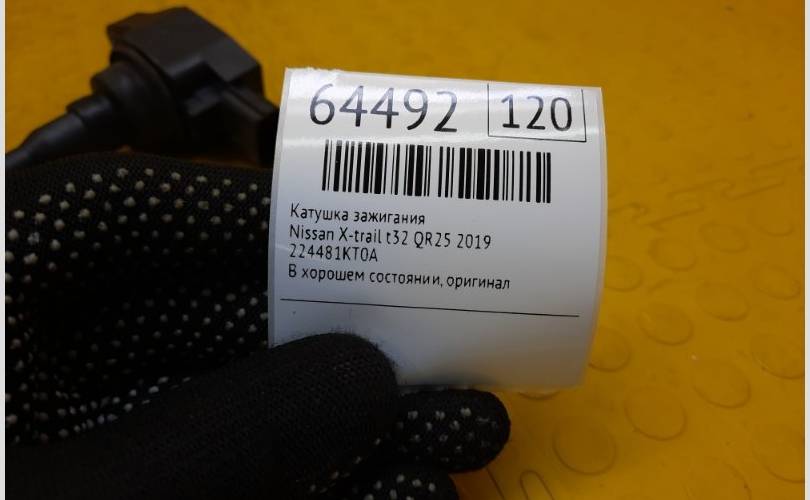 64492 120
Катушка зажигания
Nissan X-trail t32 QR25 2019
224481KT0A
В хорошем состоянии, оригинал